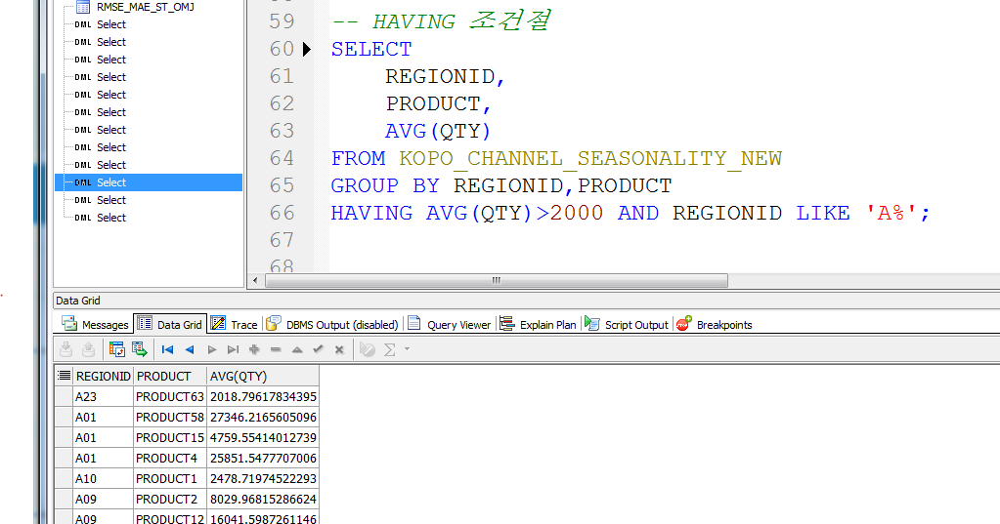 RMSE_MAE_ST_OMJ
DML Select
DML Select
DML Select
DML Select
DML Select
DML Select
DML Select
DML Select
DML Select
DML Select
DML Select
DML Select
59 -- HAVING 조건절
60 SELECT
61 REGIONID,
62 PRODUCT,
63 AVG(QTY)
64 FROM KOPO_CHANNEL_SEASONALITY_NEW
65 GROUP BY REGIONID,PRODUCT
66 HAVING AVG(QTY)>2000 AND REGIONID LIKE 'A%';
67
68
Data Grid
Messages Data Grid Trace DBMS Output (disabled) Query Viewer Explain Plan Script Output Breakpoints
REGIONID PRODUCT AVG(QTY)
A23 PRODUCT63 2018.79617834395
A01 PRODUCT58 27346.2165605096
A01 PRODUCT15 4759.55414012739
A01 PRODUCT4 25851.5477707006
A10 PRODUCT1 2478.71974522293
A09 PRODUCT2 8029.96815286624
A09 PRODUCT12 16041.5987261146